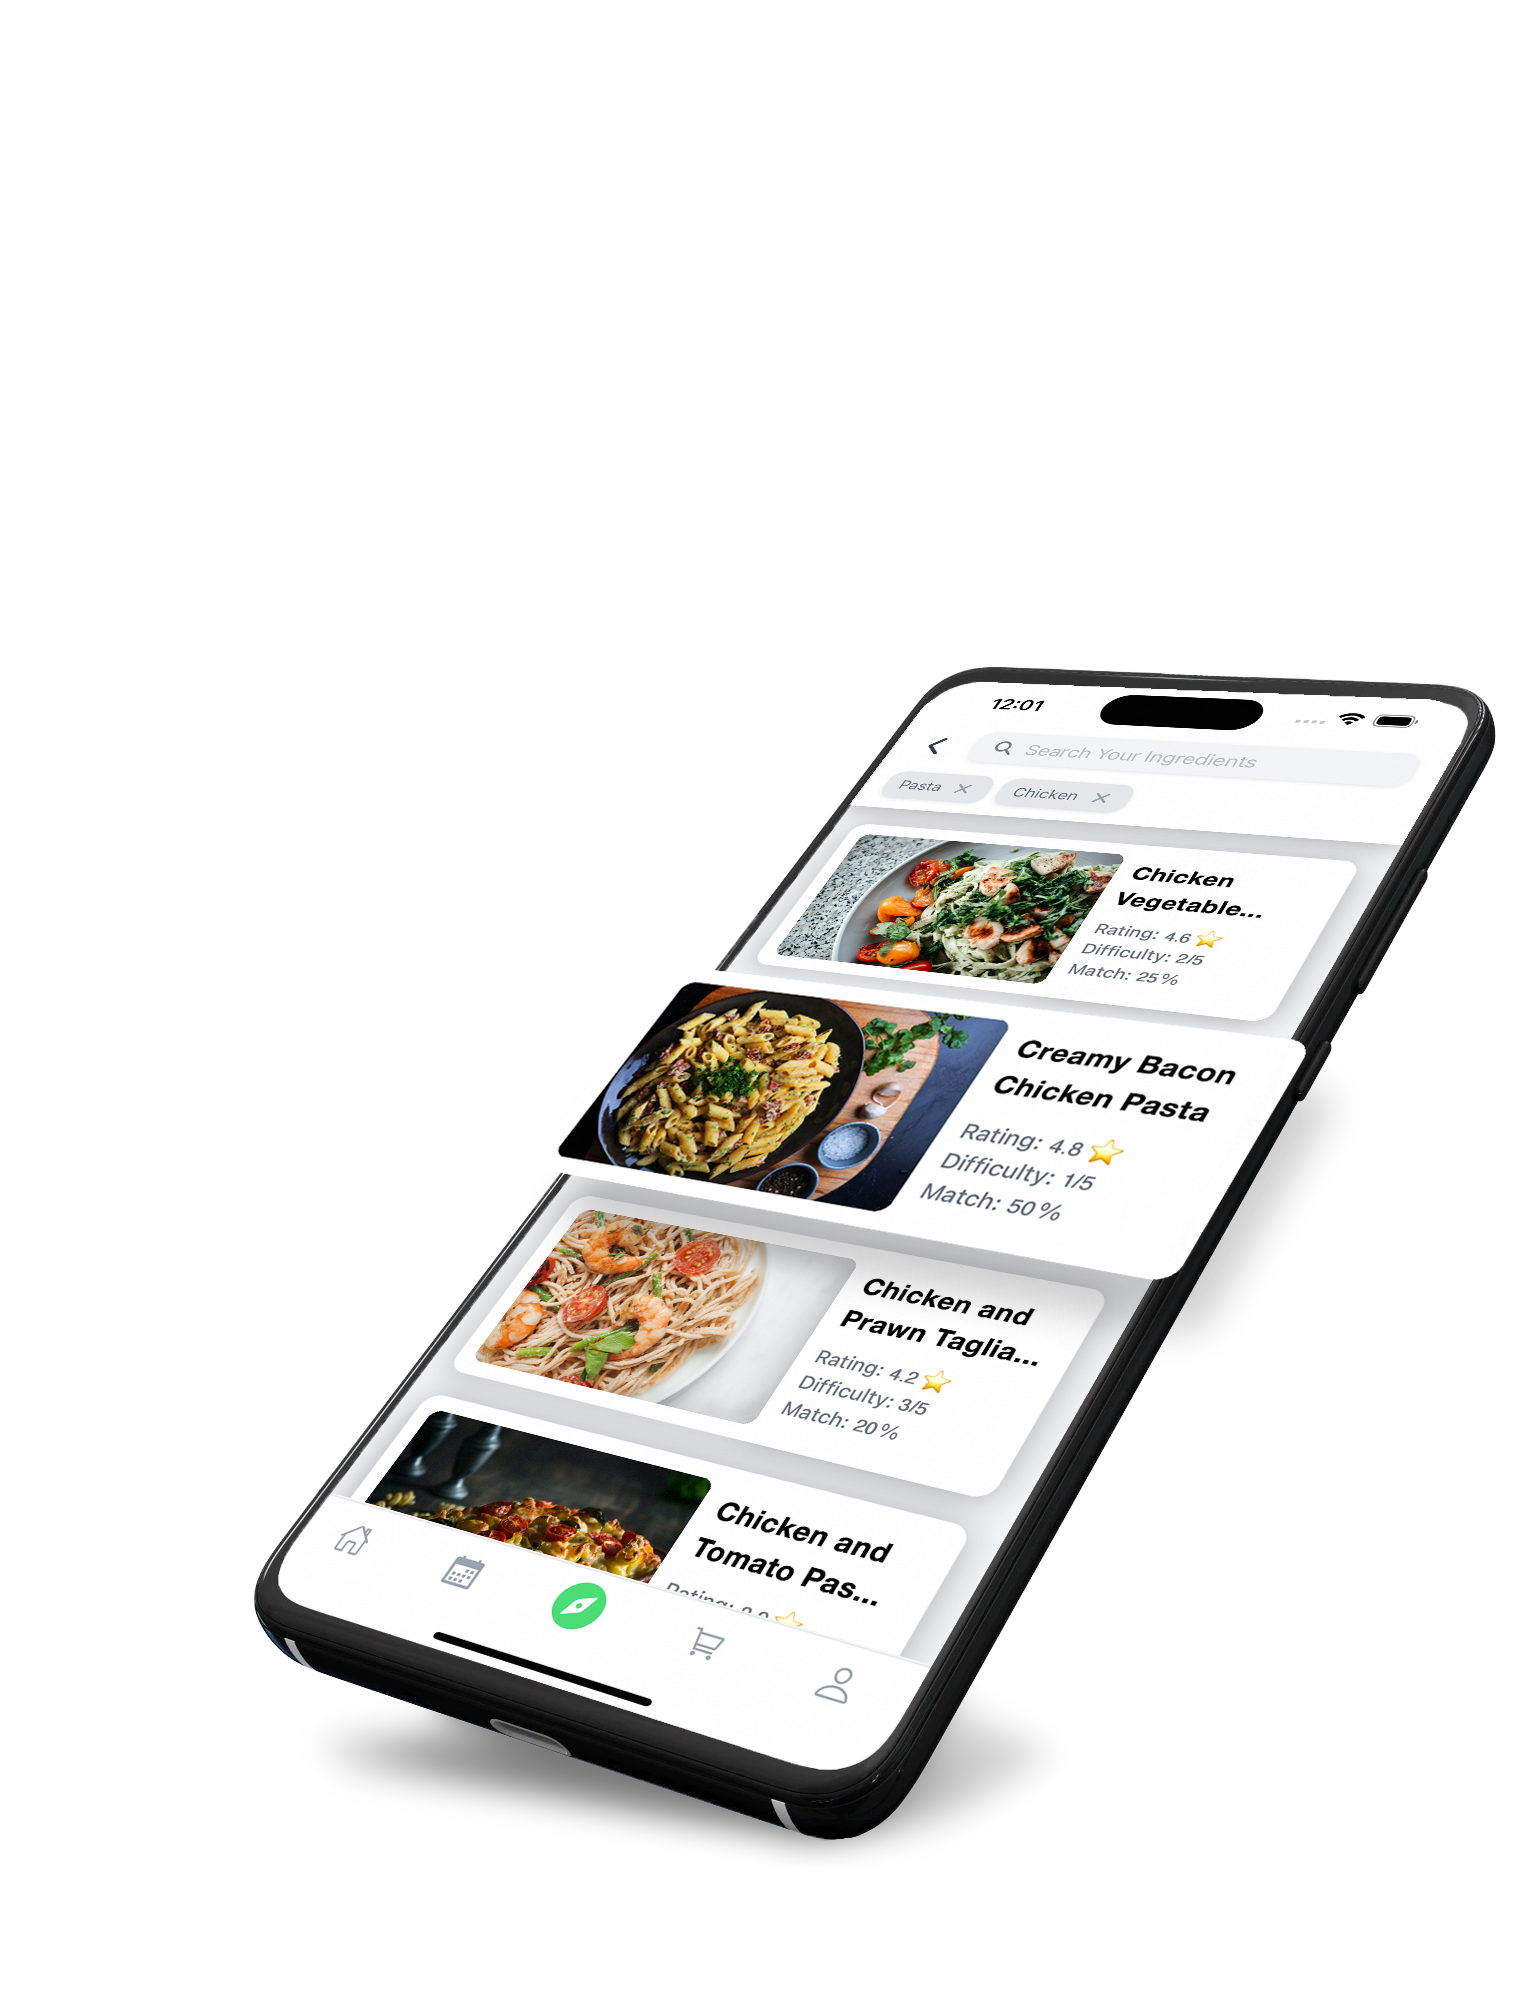 12:01
Search Your Ingredients
Pasta
Chicken
Chicken
Vegetable...
Rating: 4.6
Difficulty: 2/5
Match: 25%
Creamy Bacon
Chicken Pasta
Rating: 4.8
Difficulty: 1/5
Match: 50%
Chicken and
Prawn Taglia...
Rating: 4.2
Difficulty: 3/5
Match: 20%
Chicken and
Tomato Pas...
Rating: